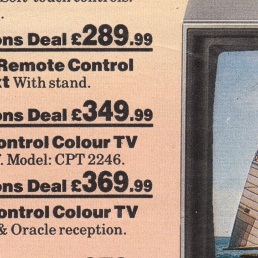 ons Deal £289.99
Remote Control
xt With stand.
ons Deal £349.99
ontrol Colour TV
. Model: CPT 2246.
ons Deal £369.99
ontrol Colour TV
& Oracle reception.